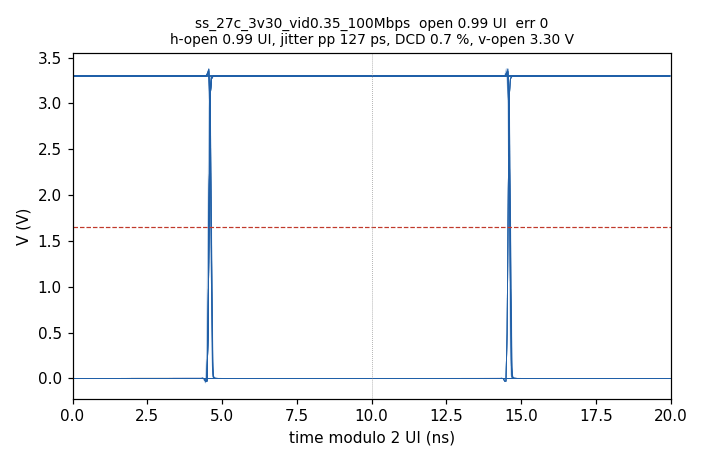 ss_27c_3v30_vid0.35_100Mbps  open 0.99 UI  err 0
h-open 0.99 UI, jitter pp 127 ps, DCD 0.7 %, v-open 3.30 V
3.5
3.0
2.5
2.0
1.5
1.0
0.5
0.0
V (V)
0.0 2.5 5.0 7.5 10.0 12.5 15.0 17.5 20.0
time modulo 2 UI (ns)